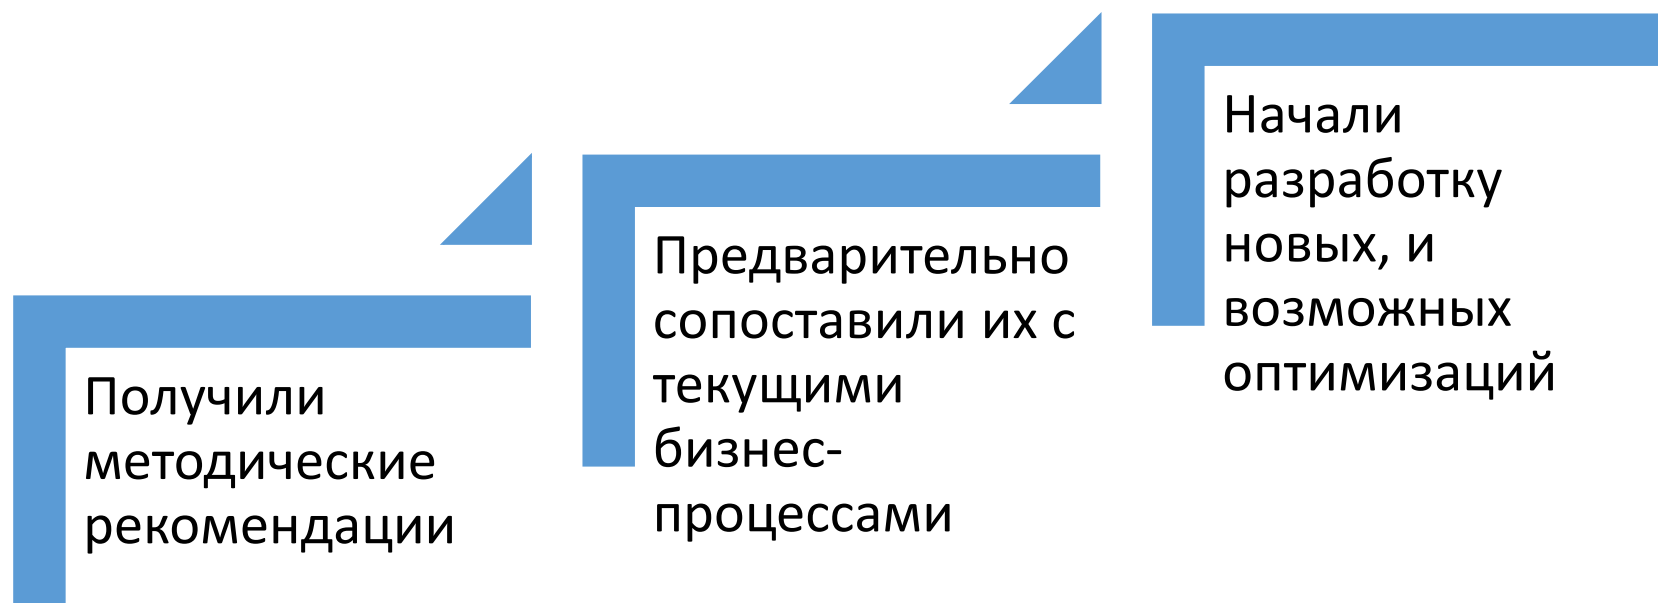 Получили
методические
рекомендации
Предварительно
сопоставили их с
текущими
бизнес-
процессами
Начали
разработку
новых, и
возможных
оптимизаций